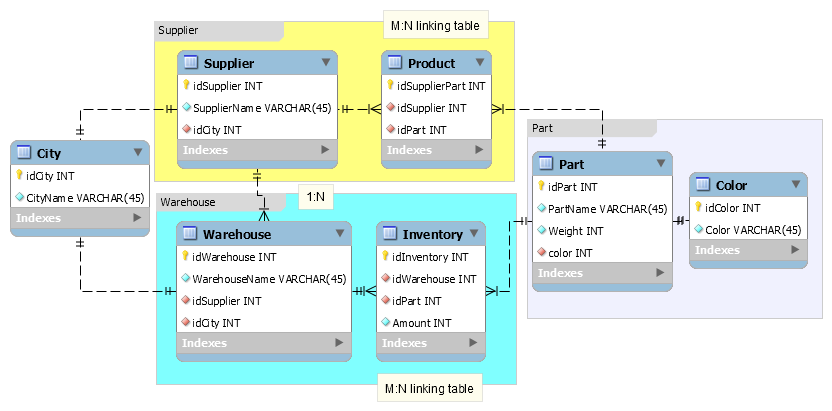 Supplier
M:N linking table
Supplier
idSupplier INT
SupplierName VARCHAR(45)
idCity INT
Indexes
Product
idSupplierPart INT
idSupplier INT
idPart INT
Indexes
City
idCity INT
CityName VARCHAR(45)
Indexes
Part
Part
idPart INT
PartName VARCHAR(45)
Weight INT
color INT
Indexes
Color
idColor INT
Color VARCHAR(45)
Indexes
Warehouse
1:N
Warehouse
idWarehouse INT
WarehouseName VARCHAR(45)
idSupplier INT
idCity INT
Indexes
Inventory
idInventory INT
idWarehouse INT
idPart INT
Amount INT
Indexes
M:N linking table